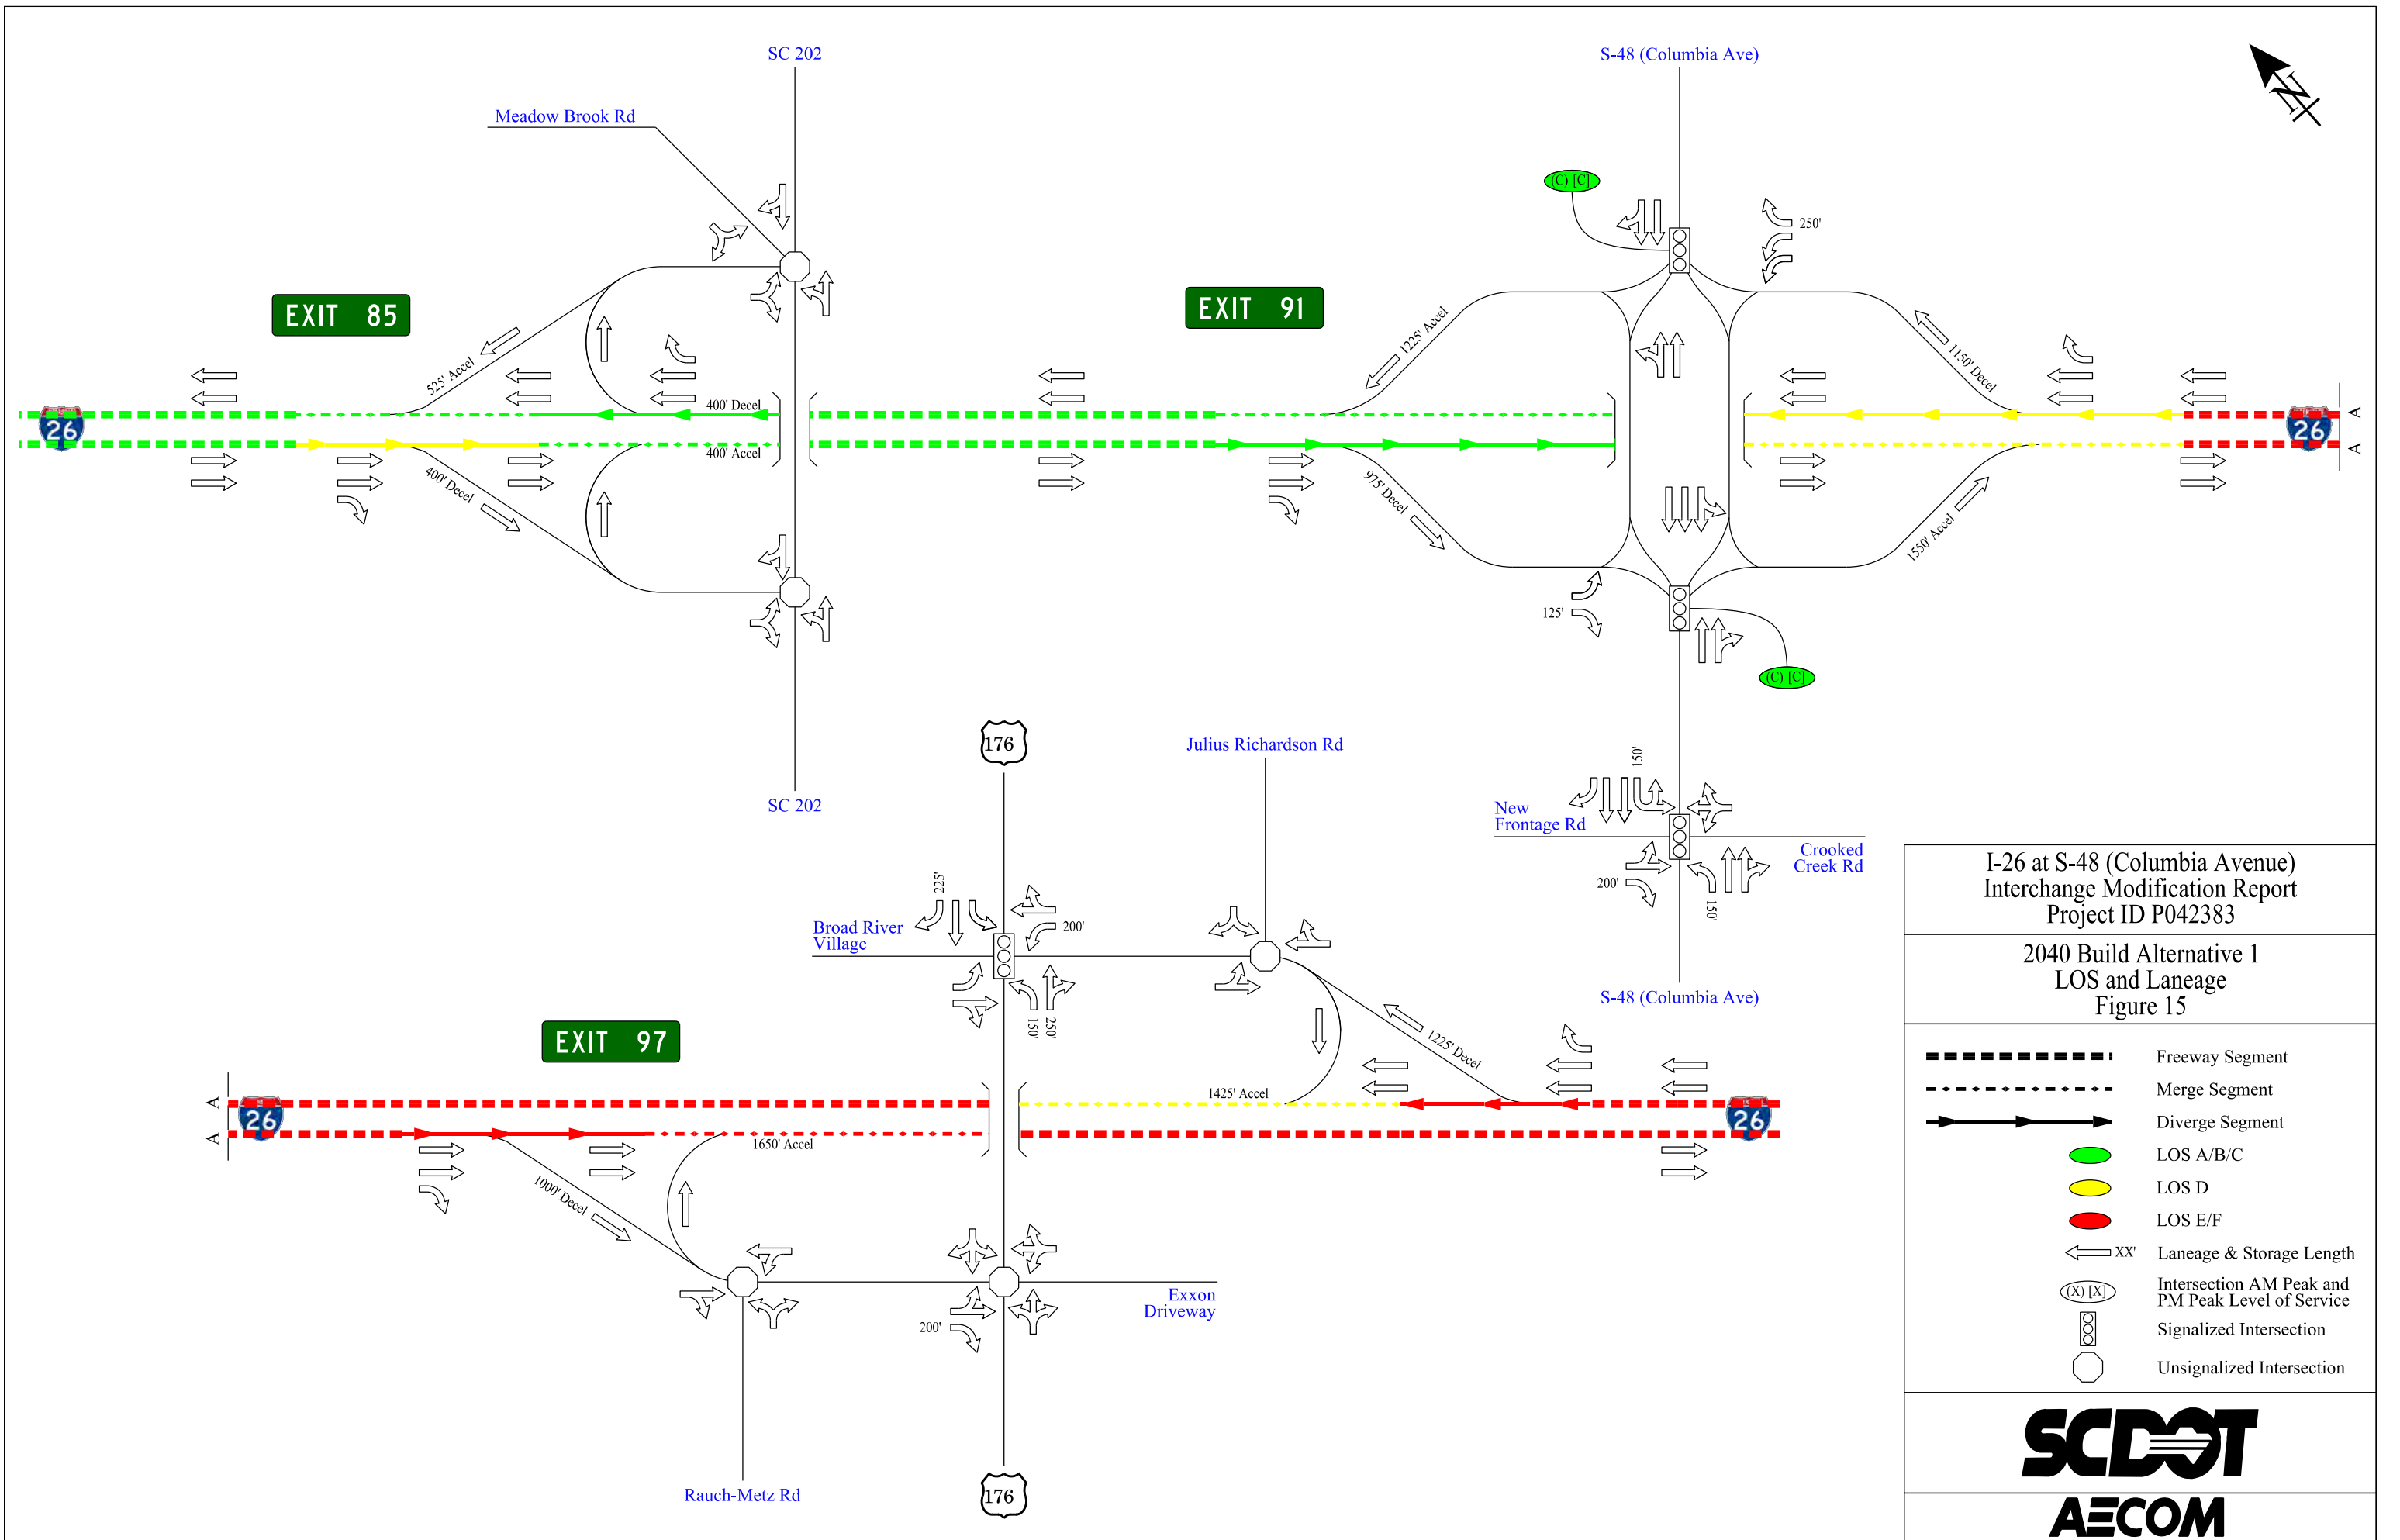 SC 202
S-48 (Columbia Ave)
Meadow Brook Rd
(C) [C]
250'
EXIT 85
EXIT 91
525' Accel
1225' Accel
1150' Decel
400' Decel
26
A
26
A
400' Accel
400' Decel
975' Decel
1550' Accel
125'
(C) [C]
176
Julius Richardson Rd
150'
SC 202
New
Frontage Rd
Crooked
Creek Rd
200'
150'
225'
Broad River
Village
200'
150'
250'
S-48 (Columbia Ave)
EXIT 97
1225' Decel
1425' Accel
A
26
A
26
1650' Accel
1000' Decel
Exxon
Driveway
200'
Rauch-Metz Rd
176
I-26 at S-48 (Columbia Avenue)
Interchange Modification Report
Project ID P042383
2040 Build Alternative 1
LOS and Laneage
Figure 15
Freeway Segment
Merge Segment
Diverge Segment
LOS A/B/C
LOS D
LOS E/F
XX' Laneage & Storage Length
(X) [X] Intersection AM Peak and
PM Peak Level of Service
Signalized Intersection
Unsignalized Intersection
SCDOT
AECOM
N